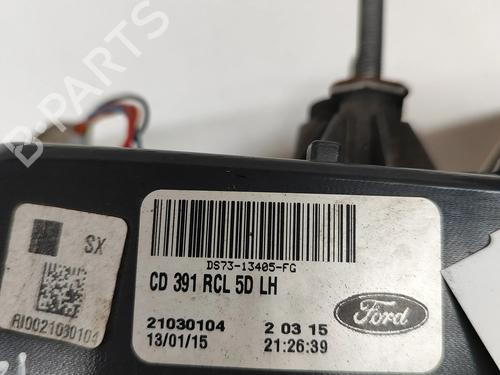 DS73-13405-FG
CD 391 RCL 5D LH
21030104 2 03 15
13/01/15 21:26:39
Ford
SX
AI0021030104
B-PARTS